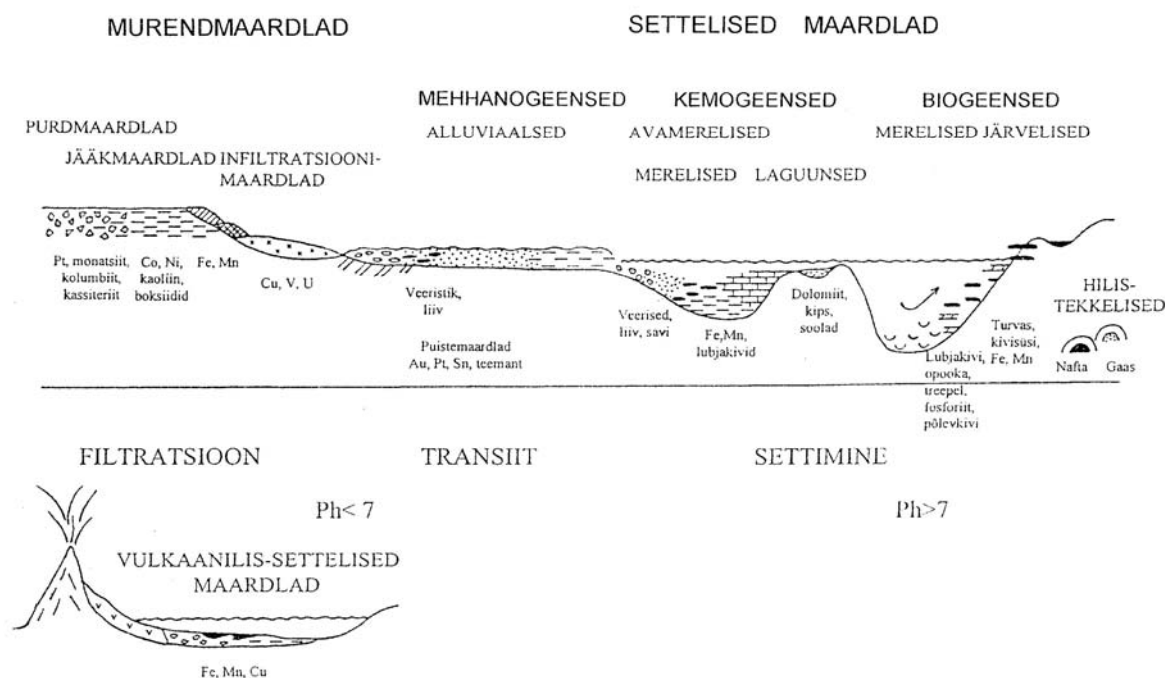 MURENDMAARDLAD
SETTELISED MAARDLAD
MEHHANOGEENSED
KEMOGEENSED
BIOGEENSED
PURDMAARDLAD
ALLUVIAALSED
AVAMERELISED
MERELISED JÄRVELISED
JÄÄKMAARDLAD INFILTRATSIOONI-
MAARDLAD
MERELISED LAGUUNSED
Pt, monatsiit,
kolumbiit,
kassiteriit
Co, Ni,
kaoliin,
boksiidid
Fe, Mn
Cu, V, U
Veeristik,
liiv
Puistemaardlad
Au, Pt, Sn, teemant
Veerised,
liiv, savi
Fe,Mn,
lubjakivid
Dolomiit,
kips,
soolad
Lubjakivi,
opooka,
treepel,
fosforiit,
põlevkivi
Turvas,
kivisüsi,
Fe, Mn
HILIS-
TEKKELISED
Nafta
Gaas
FILTRATSIOON
TRANSIIT
SETTIMINE
Ph< 7
Ph>7
VULKAANILIS-SETTELISED
MAARDLAD
Fe, Mn, Cu